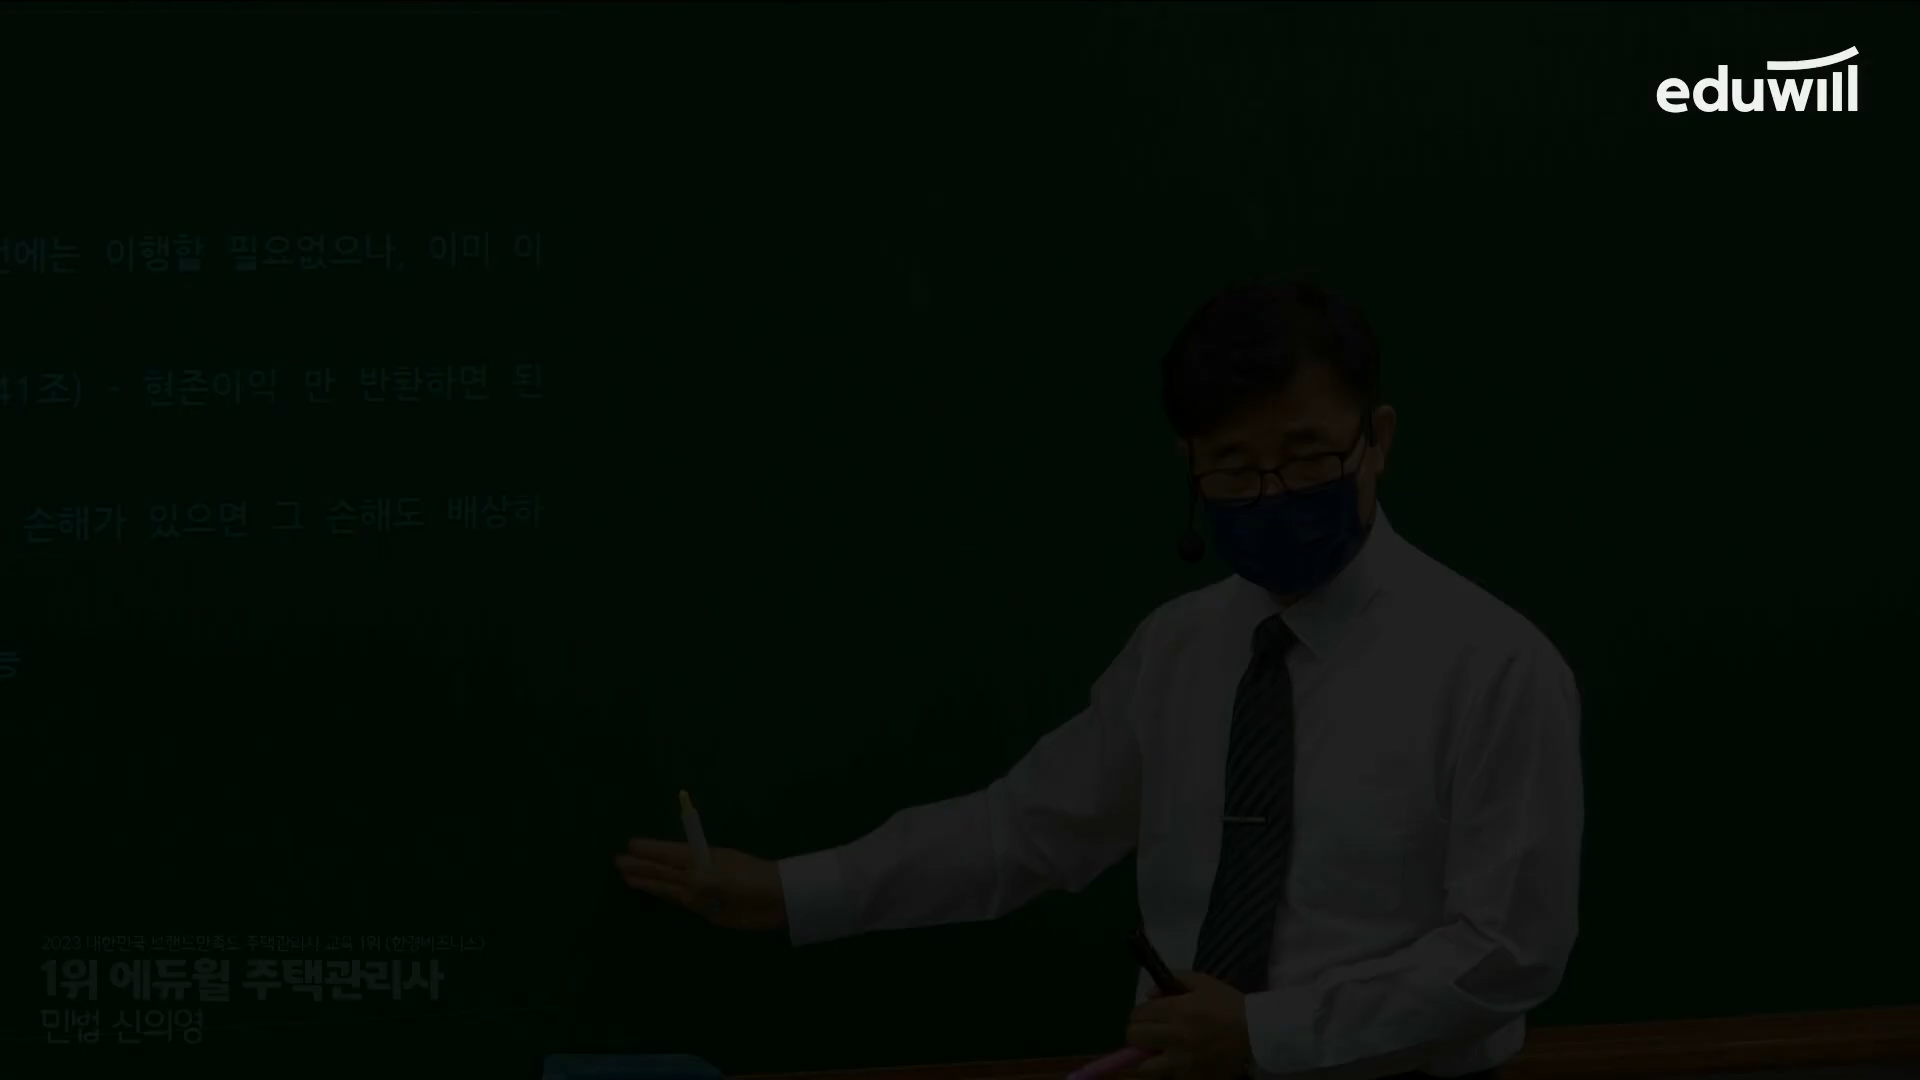 eduwill
전에는 이행할 필요없으나, 이미 이
41조) - 현존이익 만 반환하면 된
손해가 있으면 그 손해도 배상하
능
2023 대한민국 브랜드만족도 주택관리사 교육 1위 (한경비즈니스)
1위 에듀윌 주택관리사
민법 신의영